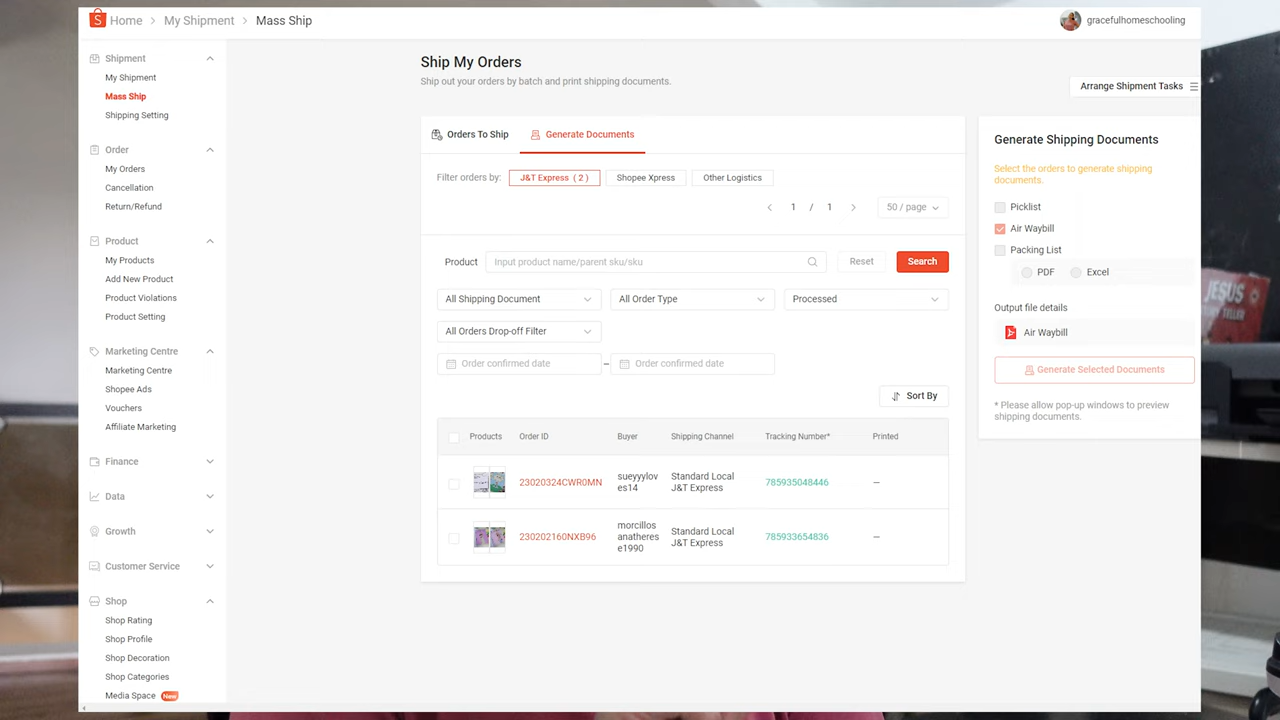 Home > My Shipment > Mass Ship
gracefulhomeschooling
Shipment
My Shipment
Mass Ship
Shipping Setting
Order
My Orders
Cancellation
Return/Refund
Product
My Products
Add New Product
Product Violations
Product Setting
Marketing Centre
Marketing Centre
Shopee Ads
Vouchers
Affiliate Marketing
Finance
Data
Growth
Customer Service
Shop
Shop Rating
Shop Profile
Shop Decoration
Shop Categories
Media Space New
Ship My Orders
Ship out your orders by batch and print shipping documents.
Arrange Shipment Tasks
Orders To Ship Generate Documents
Filter orders by: J&T Express ( 2 ) Shopee Xpress Other Logistics
< 1 / 1 > 50 / page
Product Input product name/parent sku/sku Reset Search
All Shipping Document All Order Type Processed
All Orders Drop-off Filter
Order confirmed date – Order confirmed date
Sort By
Products Order ID Buyer Shipping Channel Tracking Number* Printed
23020324CWR0MN sueyyylov Standard Local 785935048446 —
es14 J&T Express
morcillos
230202160NXB96 anatherес Standard Local 785933654836 —
e1990 J&T Express
Generate Shipping Documents
Select the orders to generate shipping
documents.
Picklist
Air Waybill
Packing List
PDF Excel
Output file details
Air Waybill
Generate Selected Documents
* Please allow pop-up windows to preview
shipping documents.
JESUS